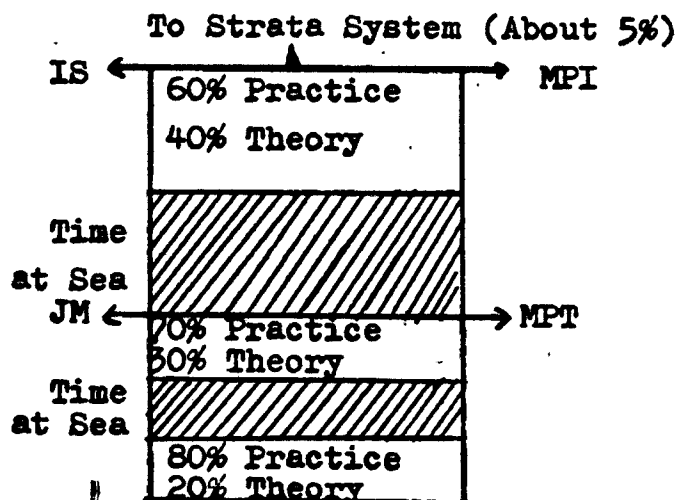 To Strata System (About 5%)
IS MPI
60% Practice
40% Theory
Time
at Sea
JM MPT
70% Practice
30% Theory
Time
at Sea
80% Practice
20% Theory